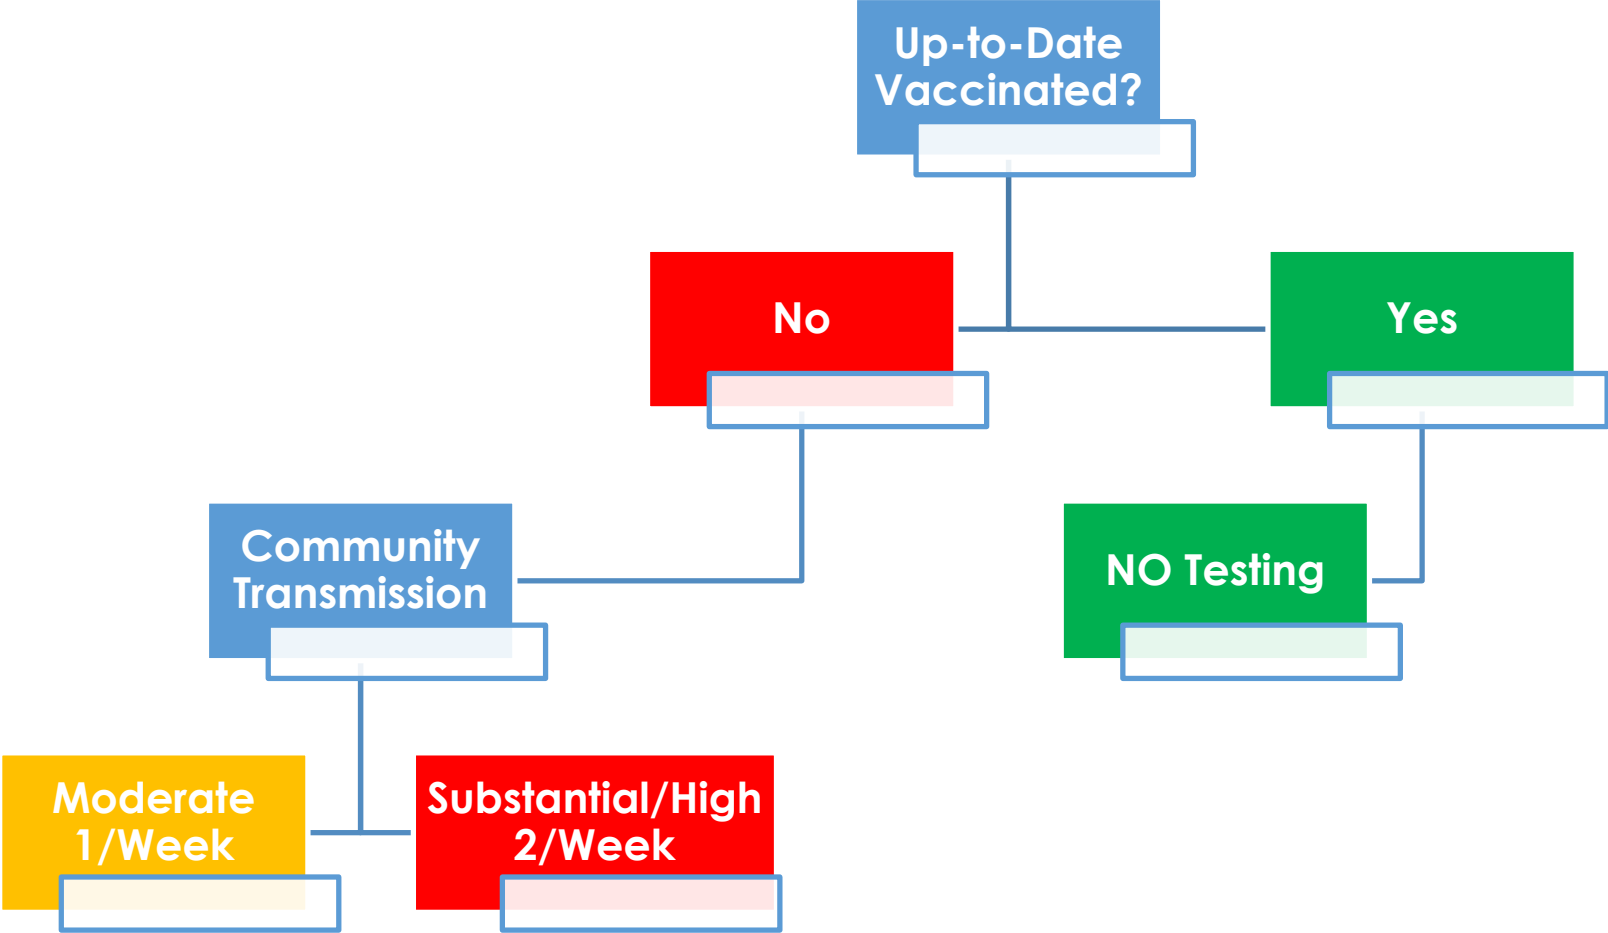 Up-to-Date
Vaccinated?
No
Yes
Community
Transmission
NO Testing
Moderate
1/Week
Substantial/High
2/Week